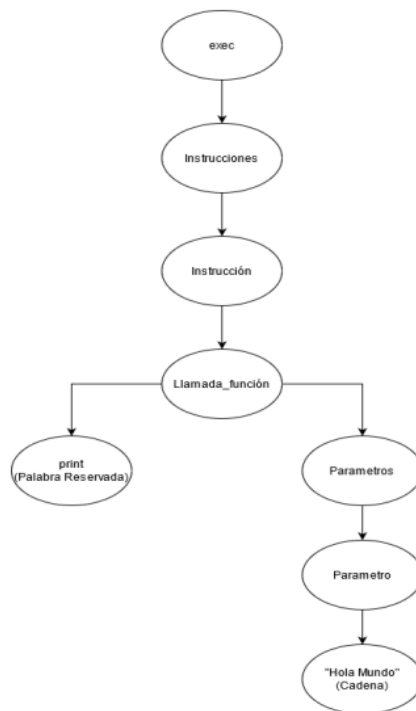 exec
Instrucciones
Instrucción
Llamada_función
print
(Palabra Reservada)
Parametros
Parametro
"Hola Mundo"
(Cadena)